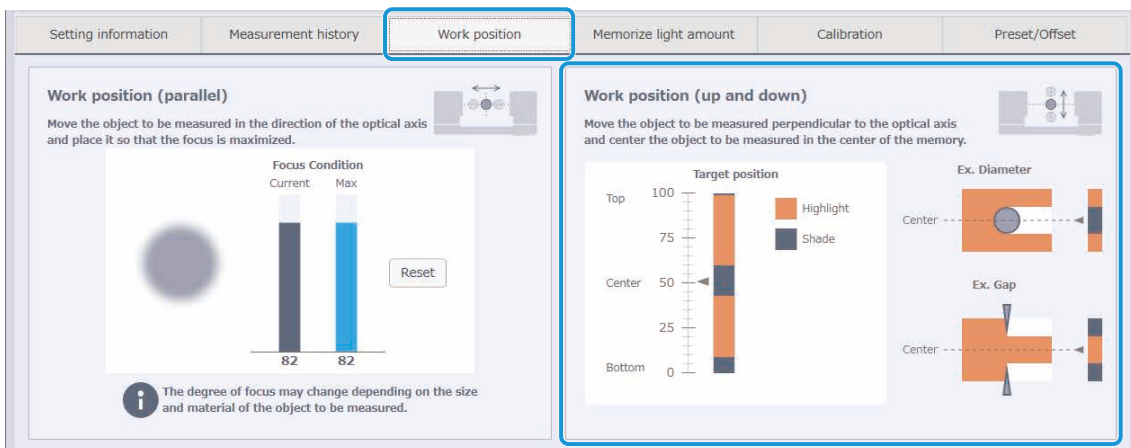 Setting information
Measurement history
Work position
Memorize light amount
Calibration
Preset/Offset
Work position (parallel)
Move the object to be measured in the direction of the optical axis
and place it so that the focus is maximized.
Focus Condition
Current
Max
Reset
82
82
i
The degree of focus may change depending on the size
and material of the object to be measured.
Work position (up and down)
Move the object to be measured perpendicular to the optical axis
and center the object to be measured in the center of the memory.
Target position
Top
100
75
Center
50
25
Bottom
0
Highlight
Shade
Ex. Diameter
Center
Ex. Gap
Center